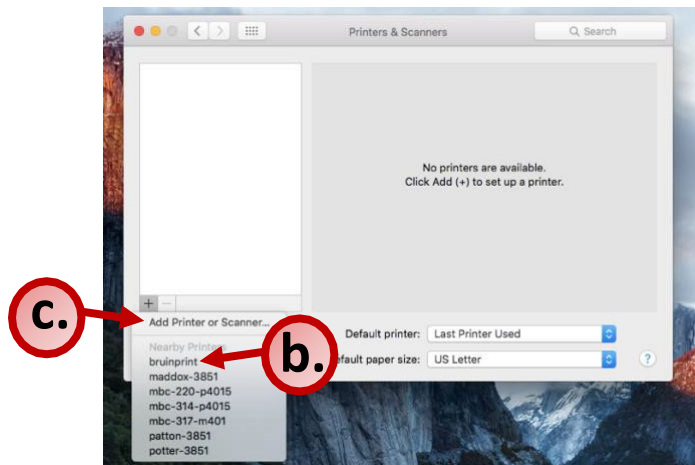 Printers & Scanners
Search
No printers are available.
Click Add (+) to set up a printer.
+ −
c.
Add Printer or Scanner...
Nearby Printers
b.
bruinprint
maddox-3851
mbc-220-p4015
mbc-314-p4015
mbc-317-m401
patton-3851
potter-3851
Default printer: Last Printer Used
efault paper size: US Letter
?